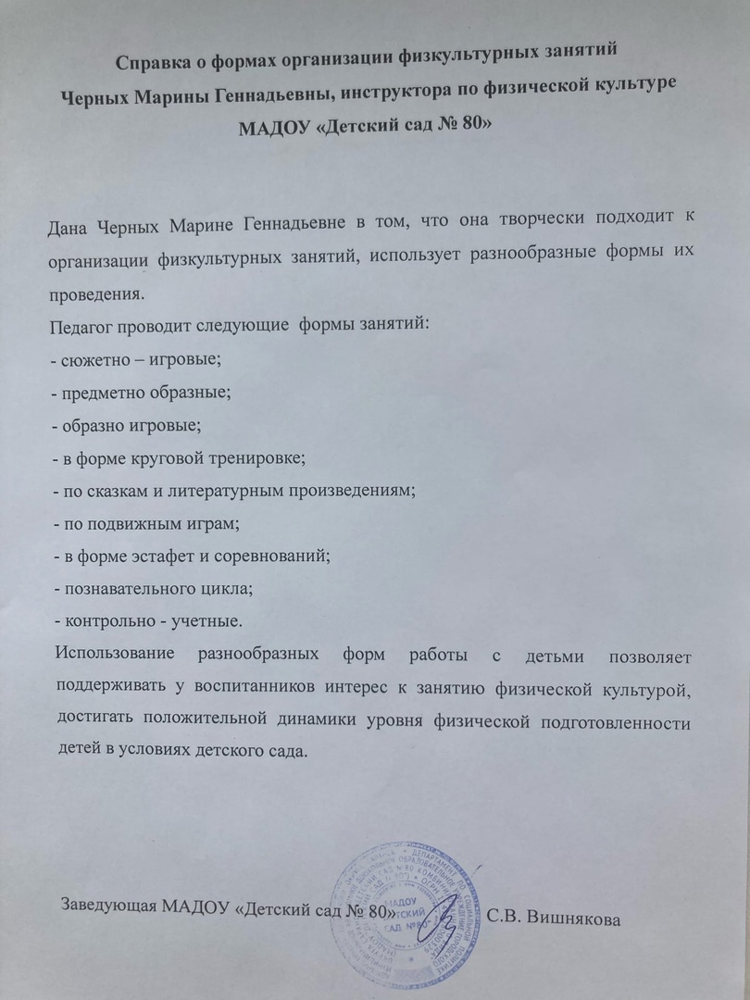 Справка о формах организации физкультурных занятий
Черных Марины Геннадьевны, инструктора по физической культуре
МАДОУ «Детский сад № 80»
Дана Черных Марине Геннадьевне в том, что она творчески подходит к
организации физкультурных занятий, использует разнообразные формы их
проведения.
Педагог проводит следующие формы занятий:
- сюжетно – игровые;
- предметно образные;
- образно игровые;
- в форме круговой тренировке;
- по сказкам и литературным произведениям;
- по подвижным играм;
- в форме эстафет и соревнований;
- познавательного цикла;
- контрольно - учетные.
Использование разнообразных форм работы с детьми позволяет
поддерживать у воспитанников интерес к занятию физической культурой,
достигать положительной динамики уровня физической подготовленности
детей в условиях детского сада.
Заведующая МАДОУ «Детский сад № 80» С.В. Вишнякова
МАДОУ
САД №80